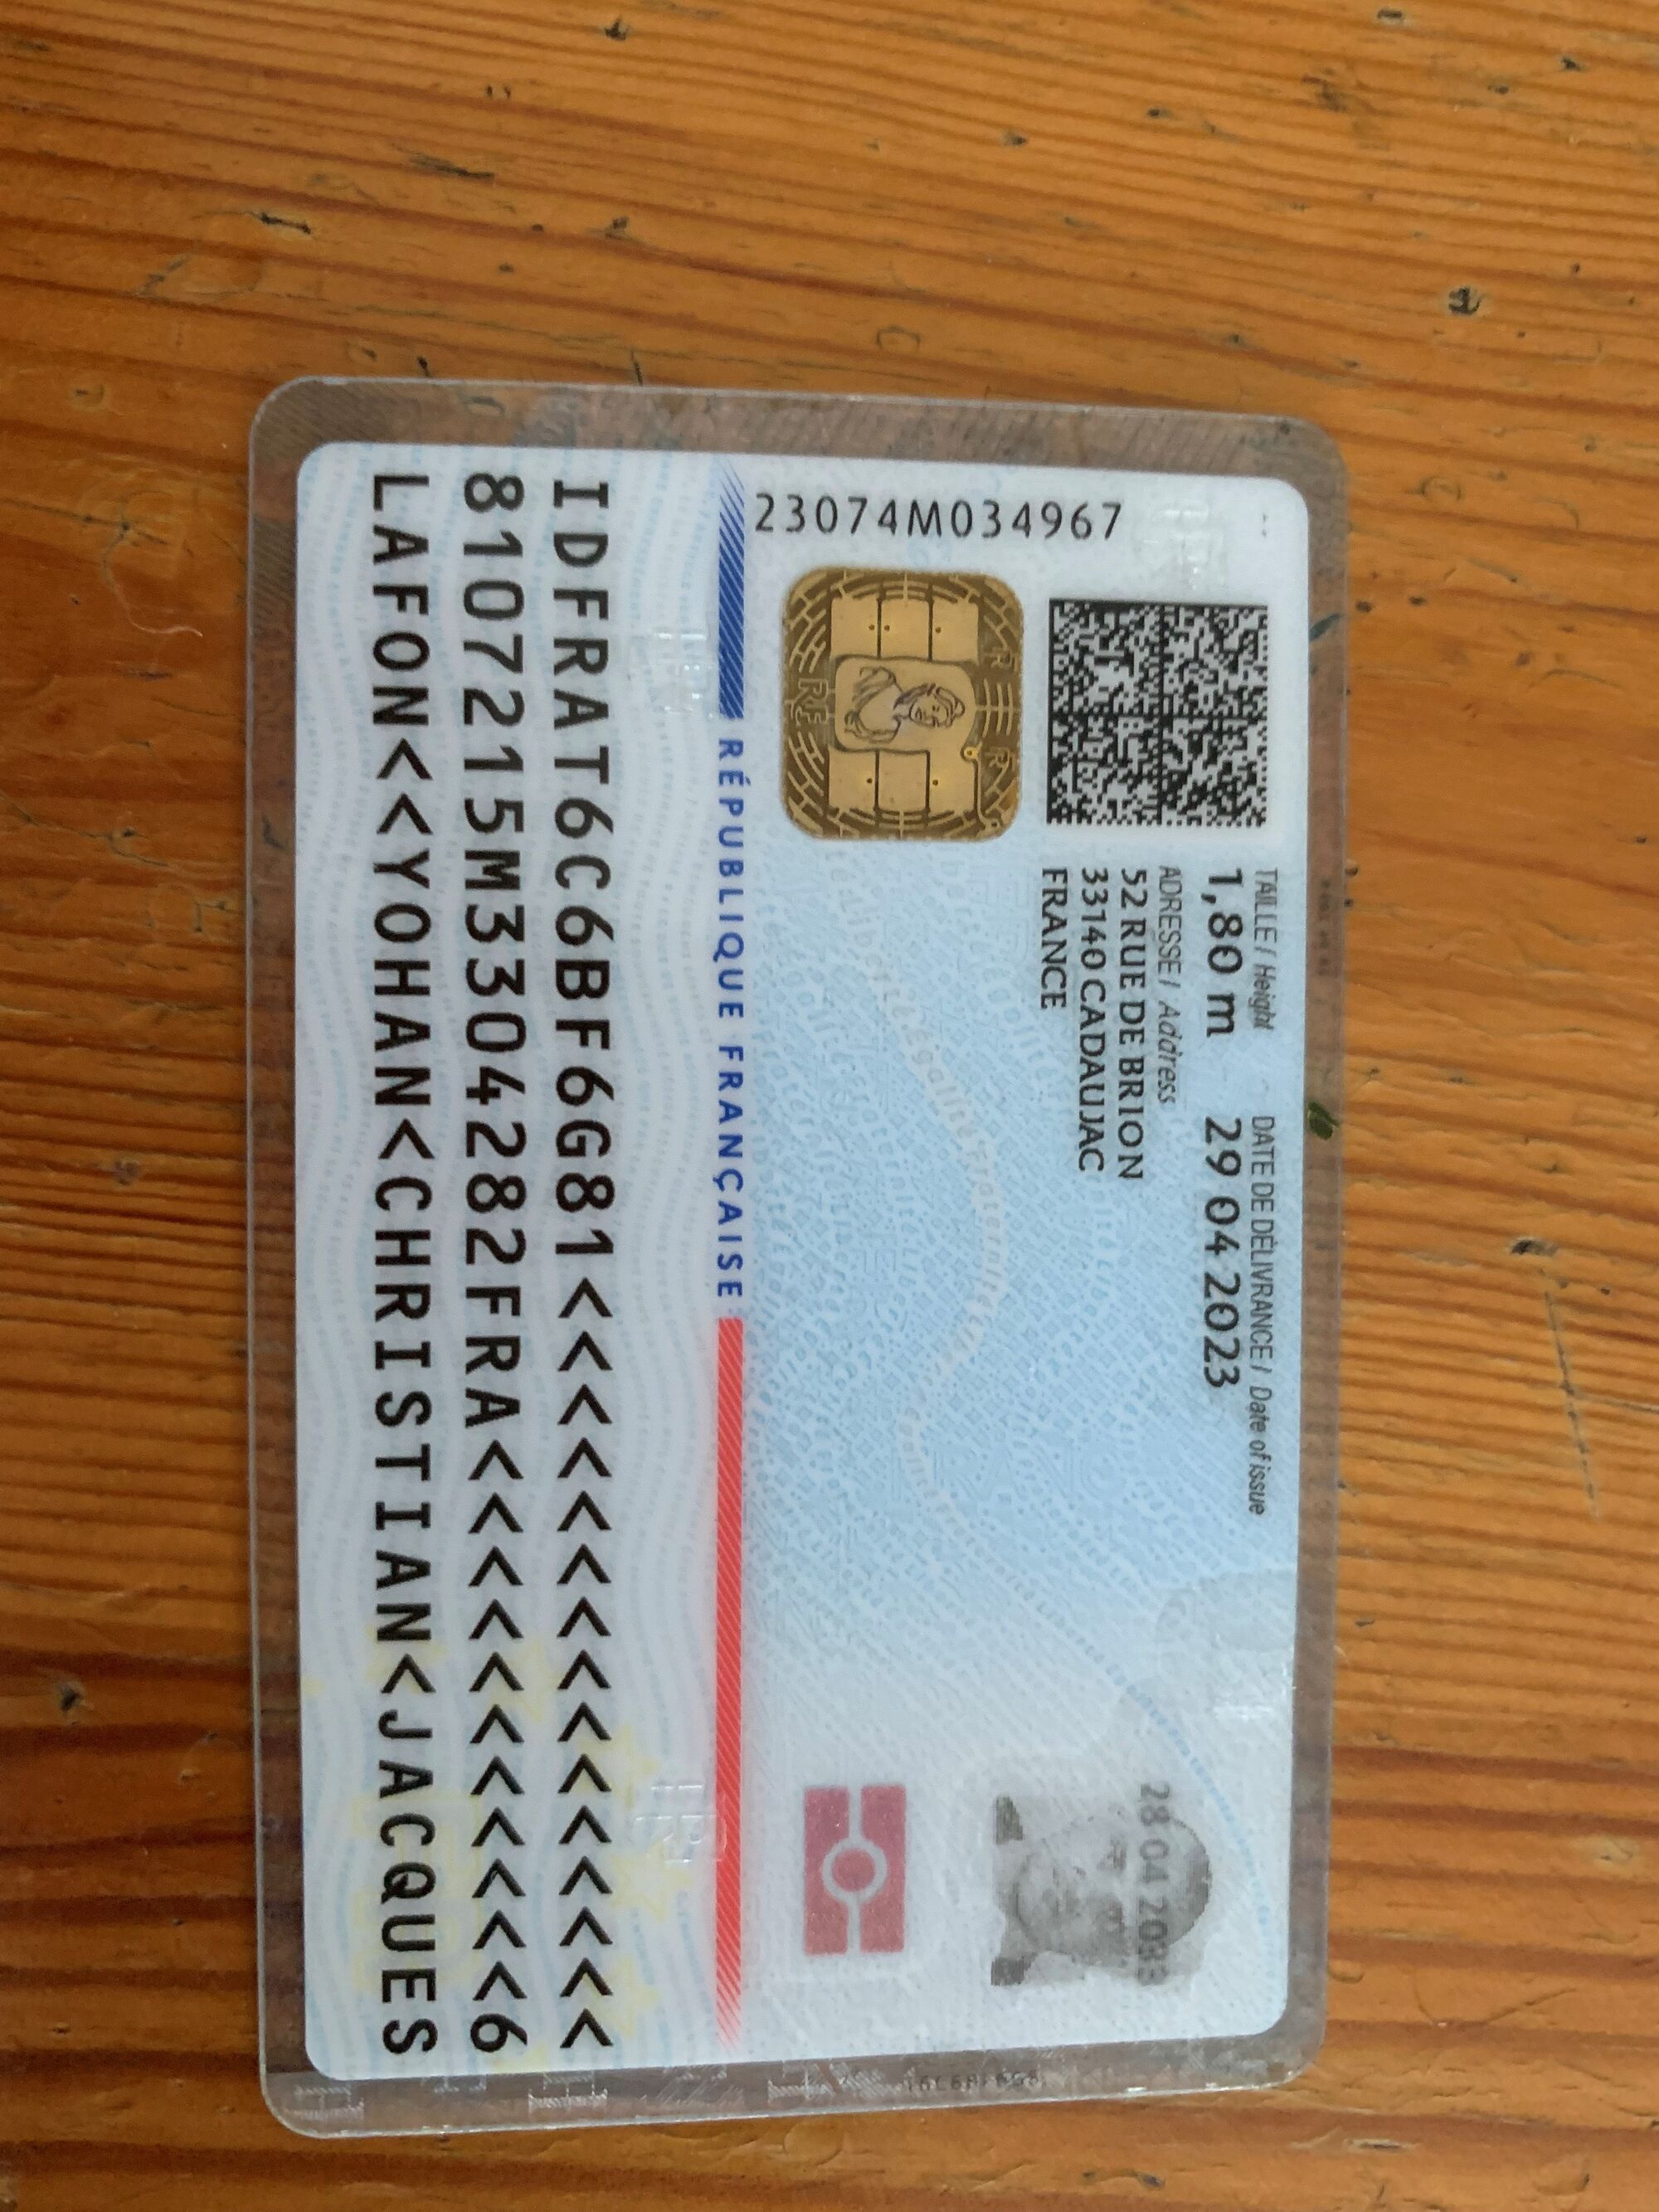 TAILLE / Height
DATE DE DÉLIVRANCE / Date of issue
1,80 m
29 04 2023
ADRESSE / Address
52 RUE DE BRION
33140 CADAUJAC
FRANCE
23074M034967
RÉPUBLIQUE FRANÇAISE
IDFRAT6C6BF6G81<<<<<<<<<<<<<<<
8107215M3304282FRA<<<<<<<<<<<6
LAFON<<YOHAN<CHRISTIAN<JACQUES